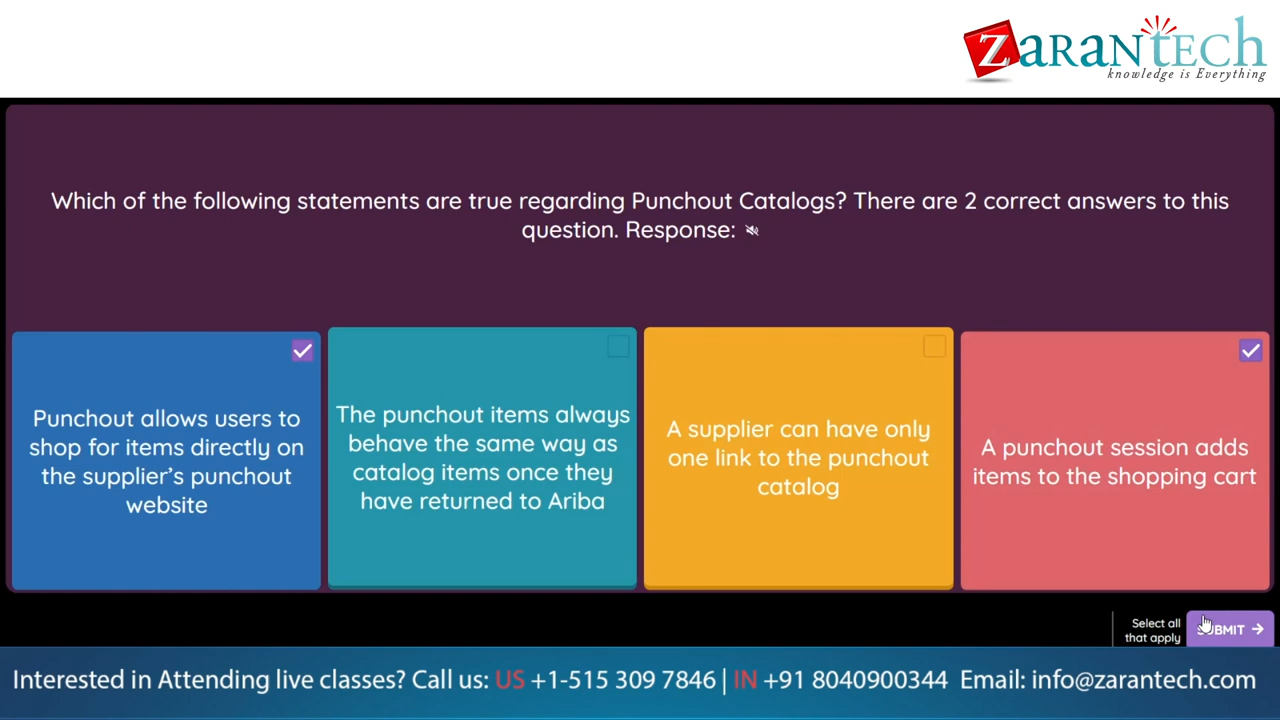 ZARANTECH
knowledge is Everything
Which of the following statements are true regarding Punchout Catalogs? There are 2 correct answers to this
question. Response:
Punchout allows users to
shop for items directly on
the supplier's punchout
website
The punchout items always
behave the same way as
catalog items once they
have returned to Ariba
A supplier can have only
one link to the punchout
catalog
A punchout session adds
items to the shopping cart
Select all
that apply
SUBMIT →
Interested in Attending live classes? Call us: US +1-515 309 7846 | IN +91 8040900344 Email: info@zarantech.com